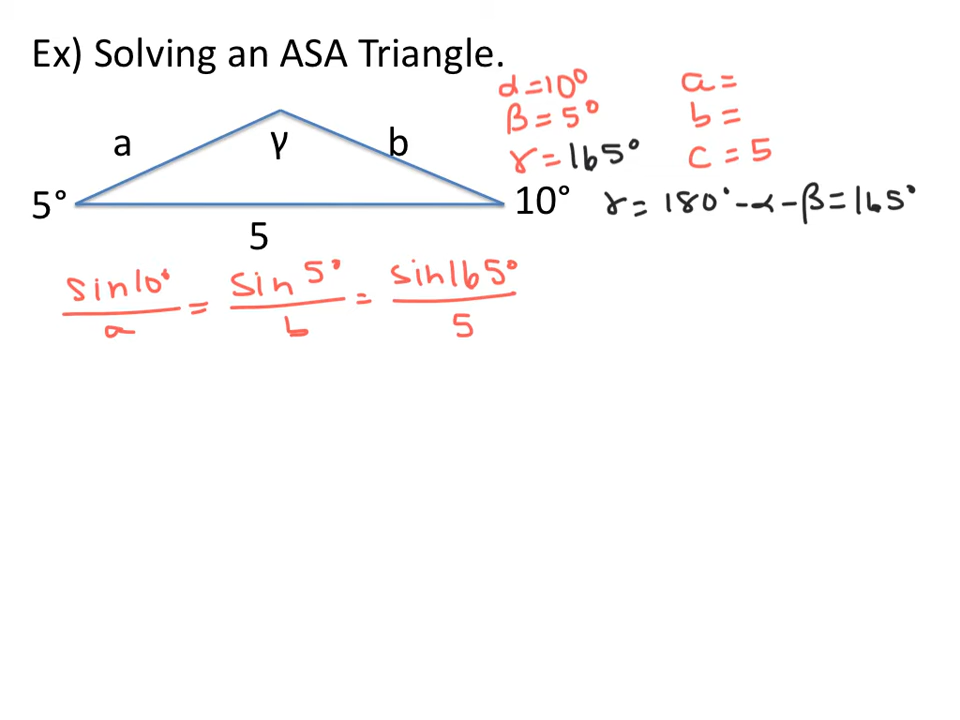 Ex) Solving an ASA Triangle.
α = 10° a =
β = 5° b =
γ = 165° c = 5
a γ b
5° 10° γ = 180° - α - β = 165°
5
sin10° / a = sin5° / b = sin165° / 5